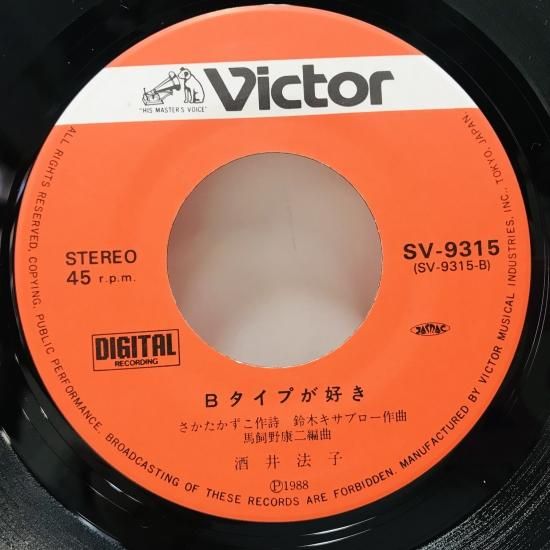 Victor
"HIS MASTER'S VOICE"
STEREO
45 r.p.m.
SV-9315
(SV-9315-B)
DIGITAL
RECORDING
JASRAC
Bタイプが好き
さかたかずこ作詩 鈴木キサブロー作曲
馬飼野康二編曲
酒井法子
Ⓟ1988
ALL RIGHTS RESERVED, COPYING, PUBLIC PERFORMANCE, BROADCASTING OF THESE RECORDS ARE FORBIDDEN. MANUFACTURED BY VICTOR MUSICAL INDUSTRIES, INC., TOKYO, JAPAN.